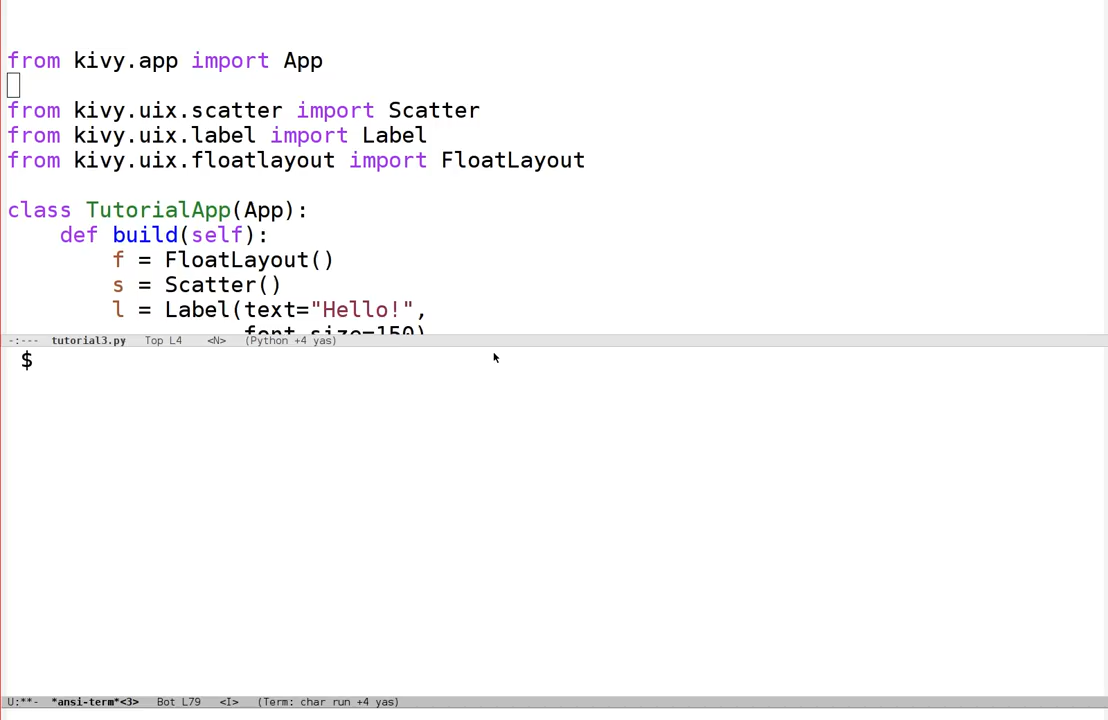 from kivy.app import App
from kivy.uix.scatter import Scatter
from kivy.uix.label import Label
from kivy.uix.floatlayout import FloatLayout
class TutorialApp(App):
    def build(self):
        f = FloatLayout()
        s = Scatter()
        l = Label(text="Hello!",
                  font_size=150)
-:---  tutorial3.py   Top L4    <N>   (Python +4 yas)
$
U:**-  *ansi-term*<3>   Bot L79   <I>   (Term: char run +4 yas)